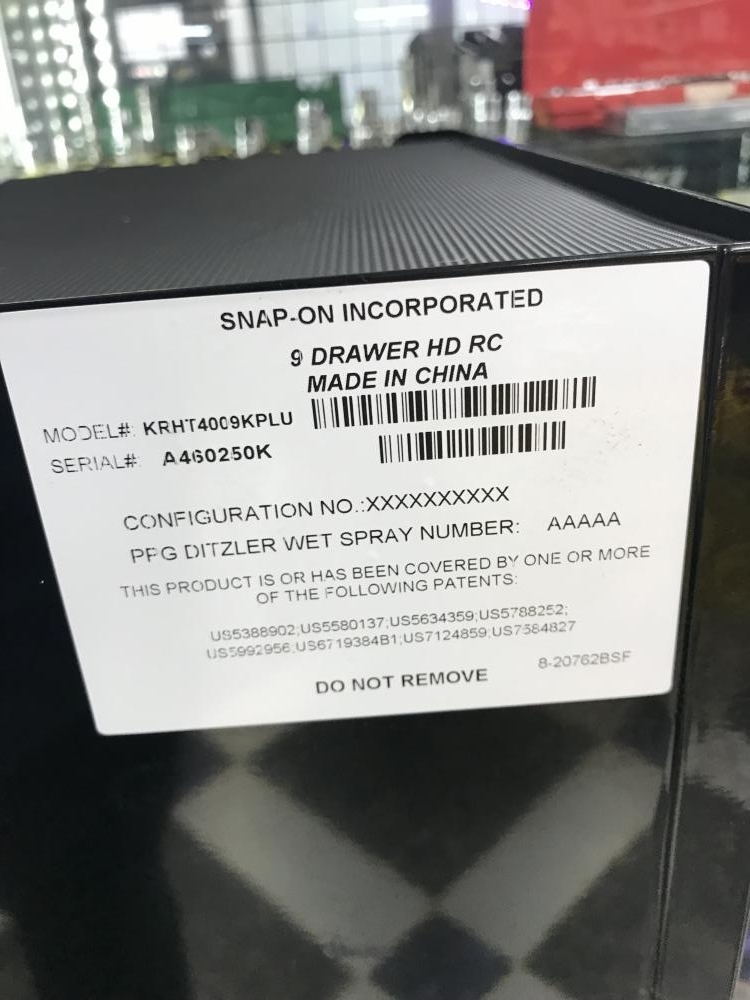 SNAP-ON INCORPORATED
9 DRAWER HD RC
MADE IN CHINA
MODEL#: KRHT4009KPLU
SERIAL#: A460250K
CONFIGURATION NO.:XXXXXXXXXX
PPG DITZLER WET SPRAY NUMBER: AAAAA
THIS PRODUCT IS OR HAS BEEN COVERED BY ONE OR MORE
OF THE FOLLOWING PATENTS:
US5388902;US5580137;US5634359;US5788252;
US5992956;US6719384B1;US7124859;US7584827
DO NOT REMOVE
8-20762BSF